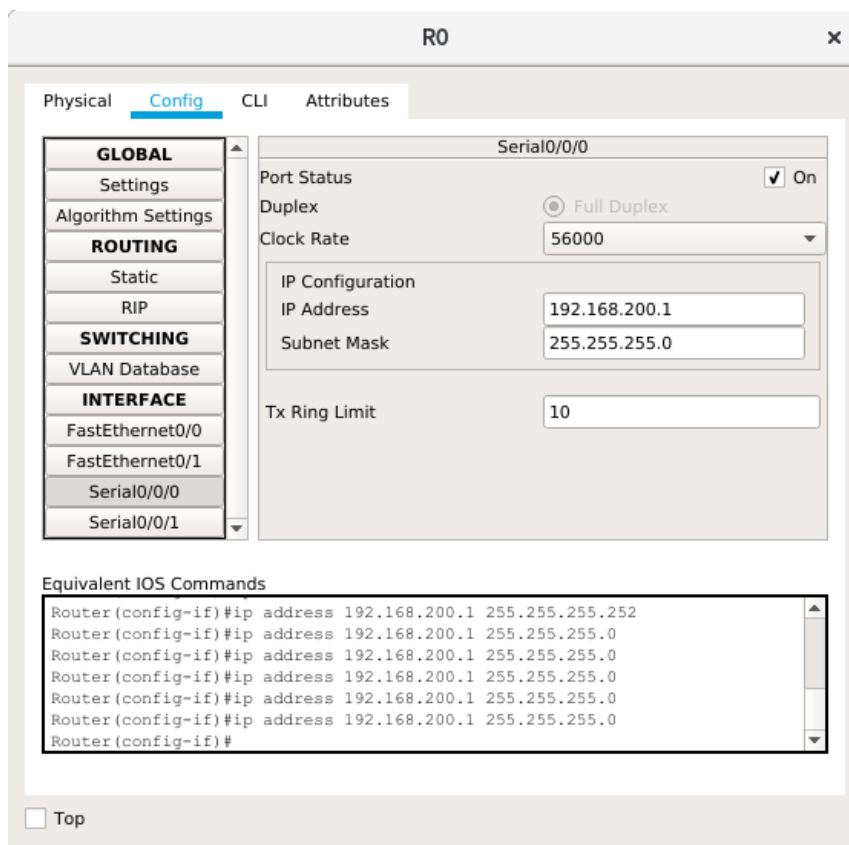 R0
Physical Config CLI Attributes
GLOBAL
Settings
Algorithm Settings
ROUTING
Static
RIP
SWITCHING
VLAN Database
INTERFACE
FastEthernet0/0
FastEthernet0/1
Serial0/0/0
Serial0/0/1
Serial0/0/0
Port Status On
Duplex Full Duplex
Clock Rate 56000
IP Configuration
IP Address 192.168.200.1
Subnet Mask 255.255.255.0
Tx Ring Limit 10
Equivalent IOS Commands
Router(config-if)#ip address 192.168.200.1 255.255.255.252
Router(config-if)#ip address 192.168.200.1 255.255.255.0
Router(config-if)#ip address 192.168.200.1 255.255.255.0
Router(config-if)#ip address 192.168.200.1 255.255.255.0
Router(config-if)#ip address 192.168.200.1 255.255.255.0
Router(config-if)#ip address 192.168.200.1 255.255.255.0
Router(config-if)#
Top